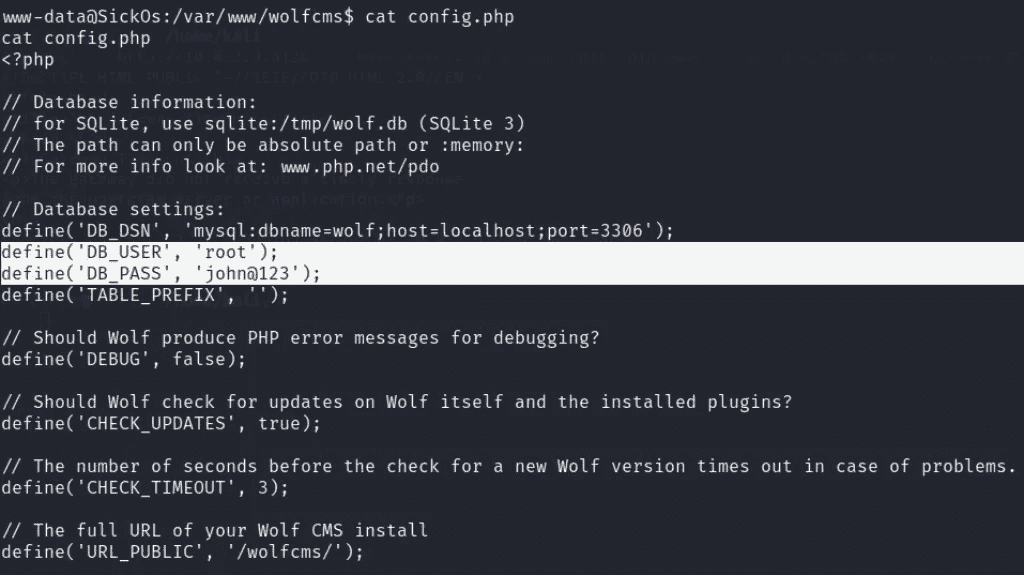 www-data@SickOs:/var/www/wolfcms$ cat config.php
cat config.php
<?php
// Database information:
// for SQLite, use sqlite:/tmp/wolf.db (SQLite 3)
// The path can only be absolute path or :memory:
// For more info look at: www.php.net/pdo
// Database settings:
define('DB_DSN', 'mysql:dbname=wolf;host=localhost;port=3306');
define('DB_USER', 'root');
define('DB_PASS', 'john@123');
define('TABLE_PREFIX', '');
// Should Wolf produce PHP error messages for debugging?
define('DEBUG', false);
// Should Wolf check for updates on Wolf itself and the installed plugins?
define('CHECK_UPDATES', true);
// The number of seconds before the check for a new Wolf version times out in case of problems.
define('CHECK_TIMEOUT', 3);
// The full URL of your Wolf CMS install
define('URL_PUBLIC', '/wolfcms/');